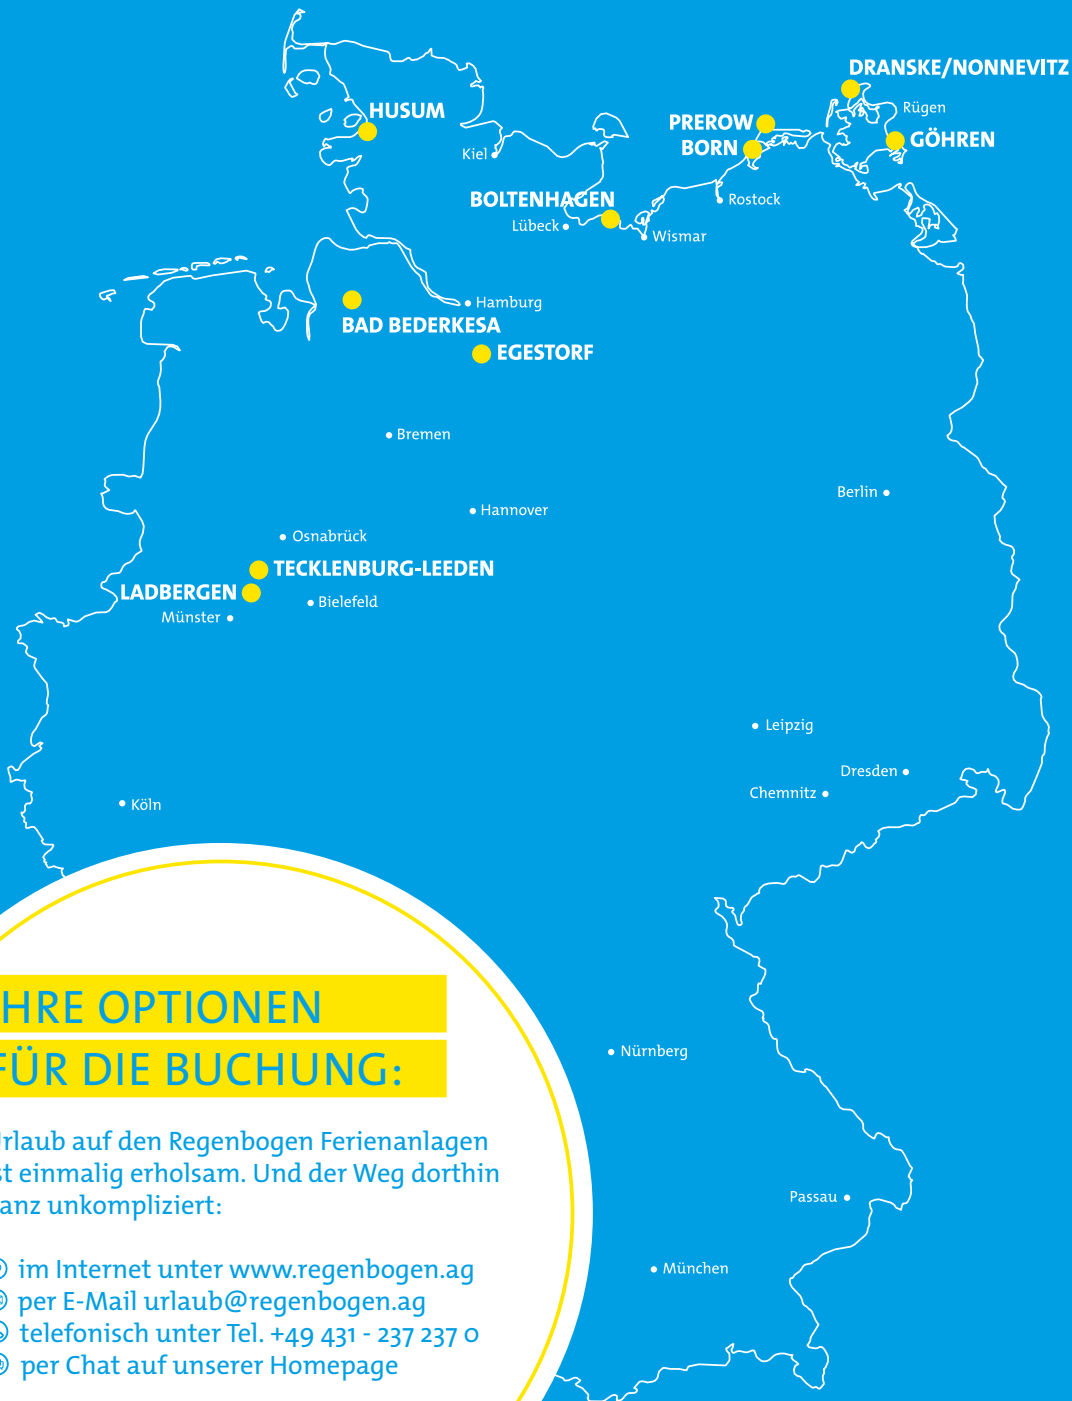 DRANSKE/NONNEVITZ
Rügen
HUSUM
PREROW
GÖHREN
BORN
Kiel
BOLTENHAGEN
Rostock
Lübeck
Wismar
Hamburg
BAD BEDERKESA
EGESTORF
Bremen
Berlin
Hannover
Osnabrück
TECKLENBURG-LEEDEN
LADBERGEN
Bielefeld
Münster
Leipzig
Dresden
Chemnitz
Köln
HRE OPTIONEN
FÜR DIE BUCHUNG:
Nürnberg
Urlaub auf den Regenbogen Ferienanlagen
st einmalig erholsam. Und der Weg dorthin
anz unkompliziert:
Passau
im Internet unter www.regenbogen.ag
München
per E-Mail urlaub@regenbogen.ag
telefonisch unter Tel. +49 431 - 237 237 0
per Chat auf unserer Homepage